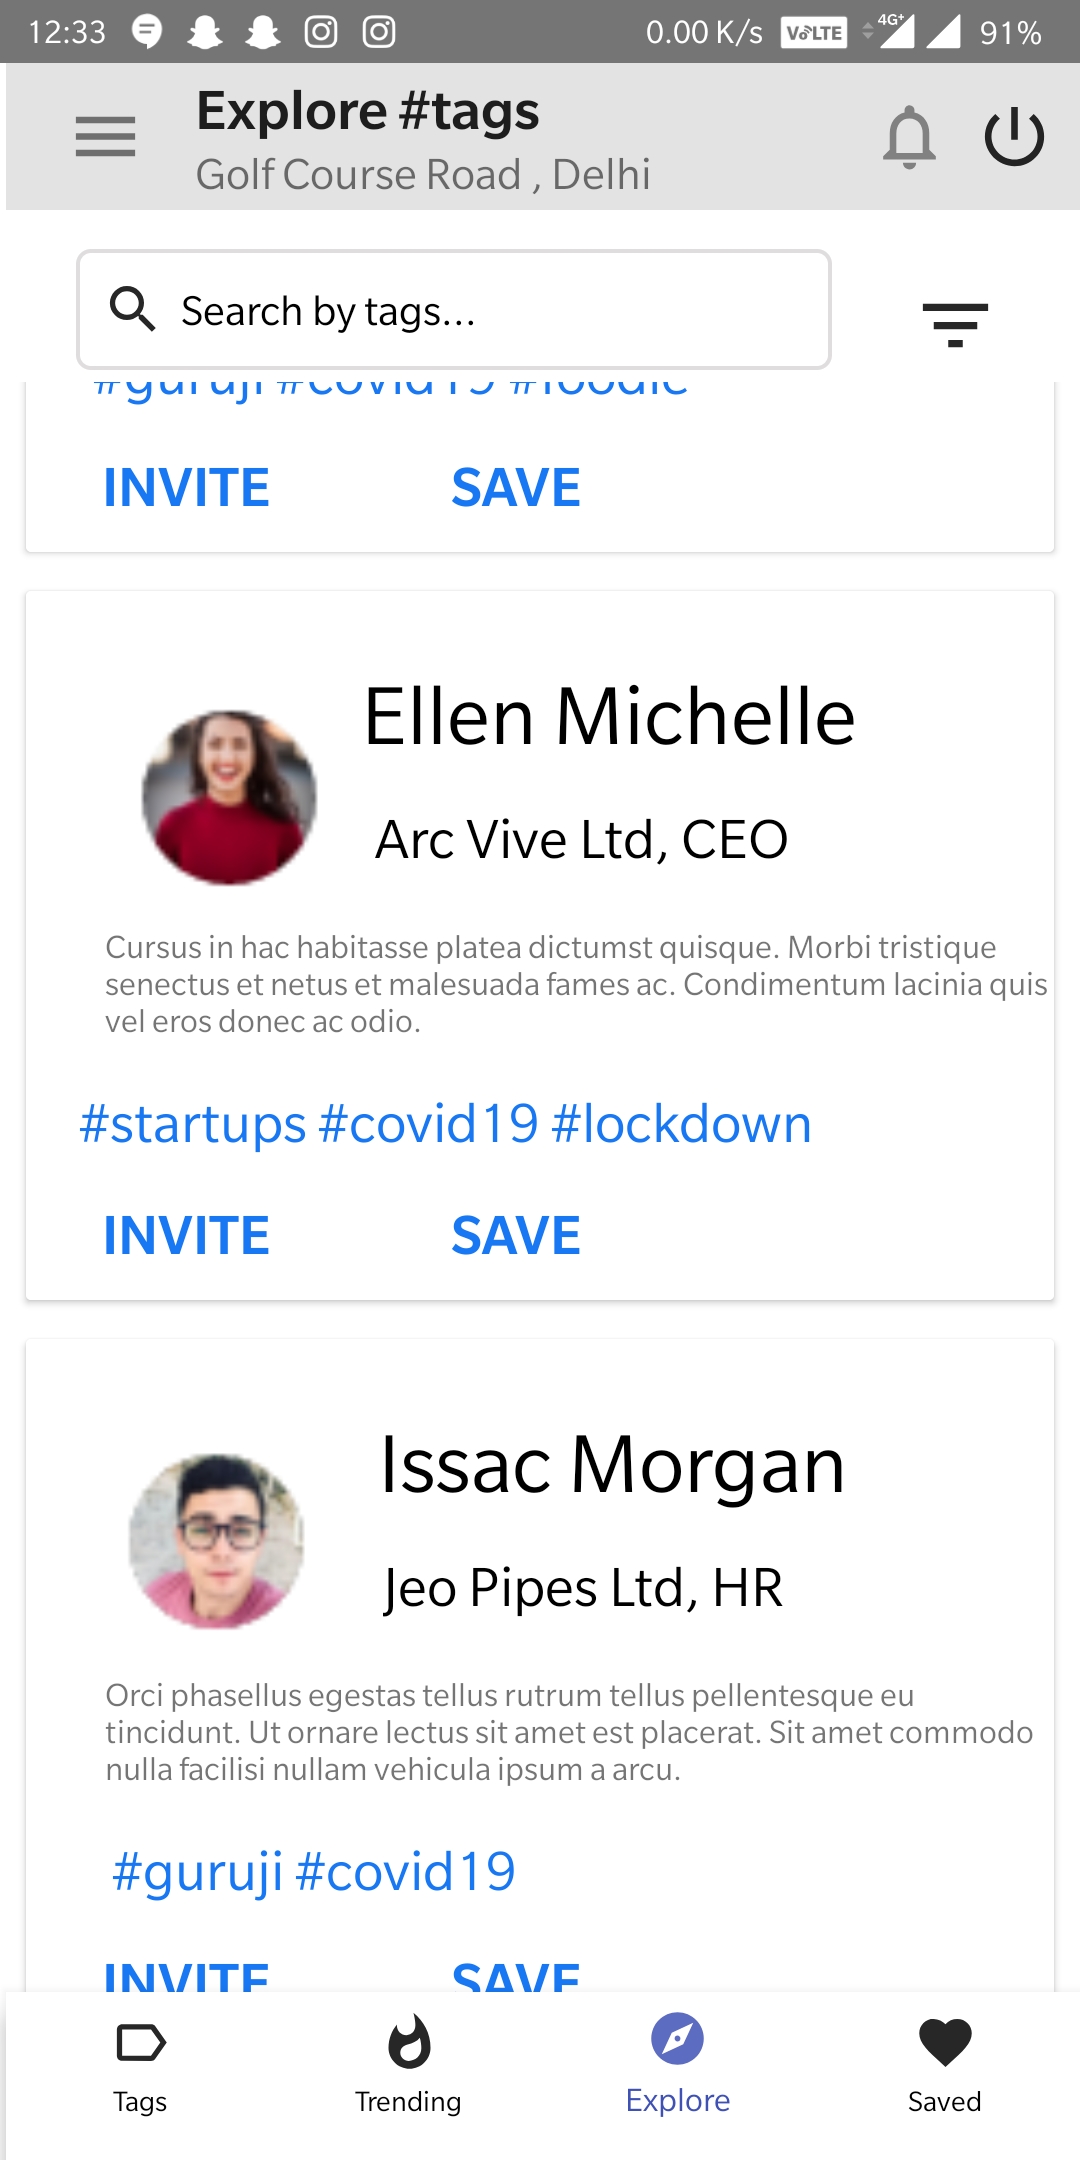 12:33 0.00 K/s VoLTE 4G+ 91%
Explore #tags
Golf Course Road , Delhi
Search by tags...
#guruji #covid19 #foodie
INVITE SAVE
Ellen Michelle
Arc Vive Ltd, CEO
Cursus in hac habitasse platea dictumst quisque. Morbi tristique
senectus et netus et malesuada fames ac. Condimentum lacinia quis
vel eros donec ac odio.
#startups #covid19 #lockdown
INVITE SAVE
Issac Morgan
Jeo Pipes Ltd, HR
Orci phasellus egestas tellus rutrum tellus pellentesque eu
tincidunt. Ut ornare lectus sit amet est placerat. Sit amet commodo
nulla facilisi nullam vehicula ipsum a arcu.
#guruji #covid19
INVITE SAVE
Tags Trending Explore Saved